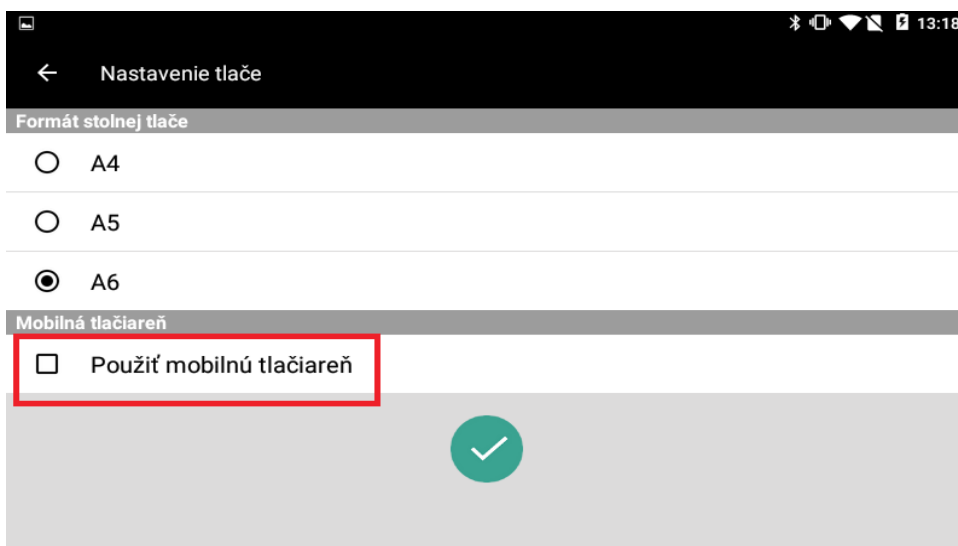 13:18
Nastavenie tlače
Formát stolnej tlače
A4
A5
A6
Mobilná tlačiareň
Použiť mobilnú tlačiareň